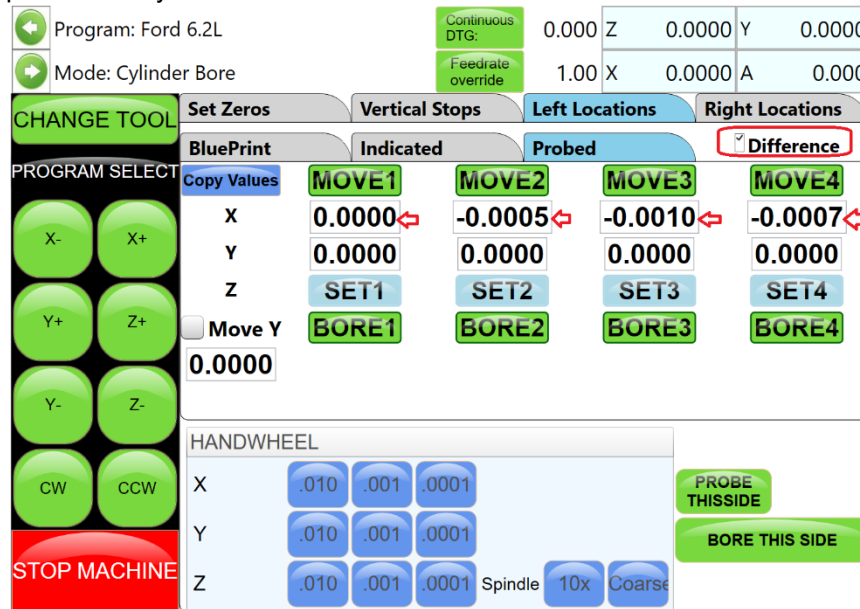 Program: Ford 6.2L
Continuous DTG:
0.000 Z 0.0000 Y 0.0000
Mode: Cylinder Bore
Feedrate override
1.00 X 0.0000 A 0.000
CHANGE TOOL
Set Zeros Vertical Stops Left Locations Right Locations
BluePrint Indicated Probed Difference
PROGRAM SELECT
Copy Values MOVE1 MOVE2 MOVE3 MOVE4
X 0.0000 -0.0005 -0.0010 -0.0007
Y 0.0000 0.0000 0.0000 0.0000
Z SET1 SET2 SET3 SET4
Move Y BORE1 BORE2 BORE3 BORE4
0.0000
X- X+
Y+ Z+
Y- Z-
CW CCW
STOP MACHINE
HANDWHEEL
X .010 .001 .0001
Y .010 .001 .0001
Z .010 .001 .0001 Spindle 10x Coarse
PROBE THISSIDE
BORE THIS SIDE